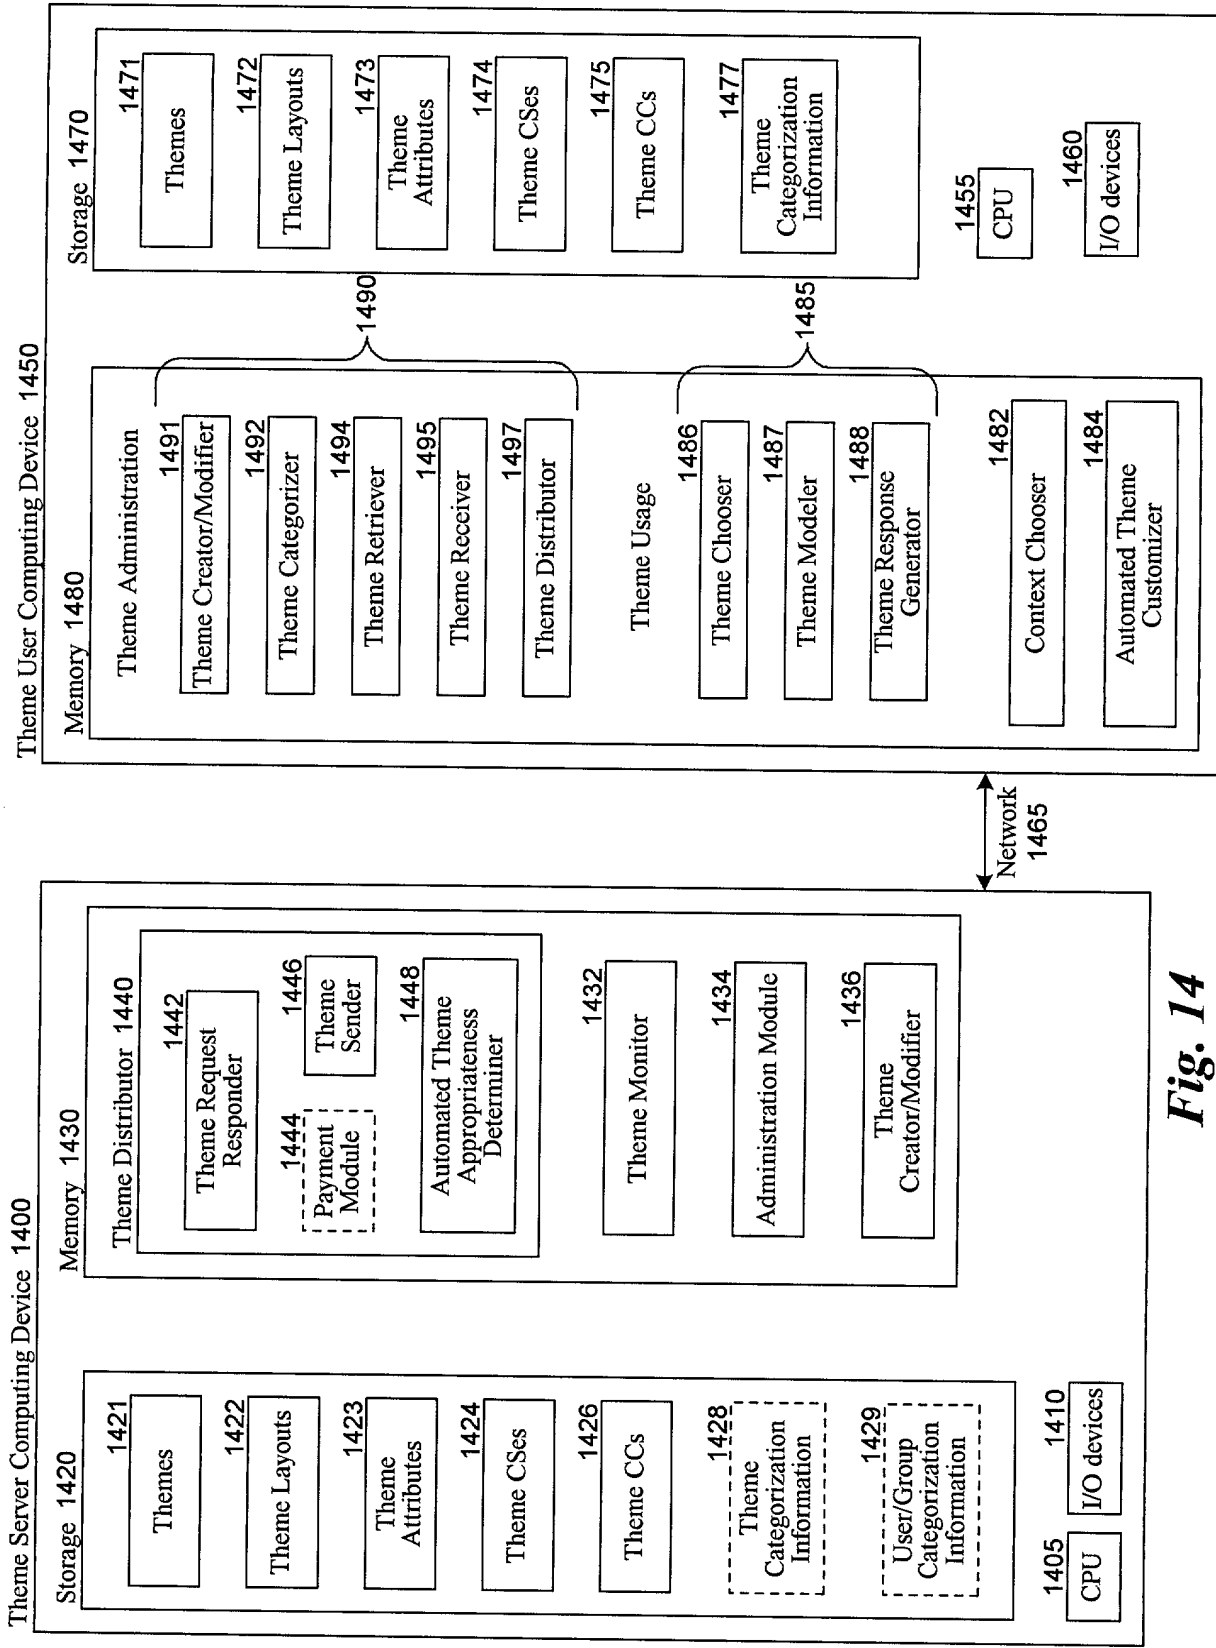 Theme Server Computing Device 1400
Storage 1420
1421
Themes
1422
Theme Layouts
1423
Theme
Attributes
1424
Theme CSes
1426
Theme CCs
1428
Theme
Categorization
Information
1429
User/Group
Categorization
Information
1405
CPU
1410
I/O devices
Memory 1430
Theme Distributor 1440
1442
Theme Request
Responder
1444
Payment
Module
1446
Theme
Sender
1448
Automated Theme
Appropriateness
Determiner
1432
Theme Monitor
1434
Administration Module
1436
Theme
Creator/Modifier
Network
1465
Theme User Computing Device 1450
Memory 1480
Theme Administration
1491
Theme Creator/Modifier
1492
Theme Categorizer
1494
Theme Retriever
1495
Theme Receiver
1497
Theme Distributor
1490
Theme Usage
1486
Theme Chooser
1487
Theme Modeler
1488
Theme Response
Generator
1485
1482
Context Chooser
1484
Automated Theme
Customizer
Storage 1470
1471
Themes
1472
Theme Layouts
1473
Theme
Attributes
1474
Theme CSes
1475
Theme CCs
1477
Theme
Categorization
Information
1455
CPU
1460
I/O devices
Fig. 14